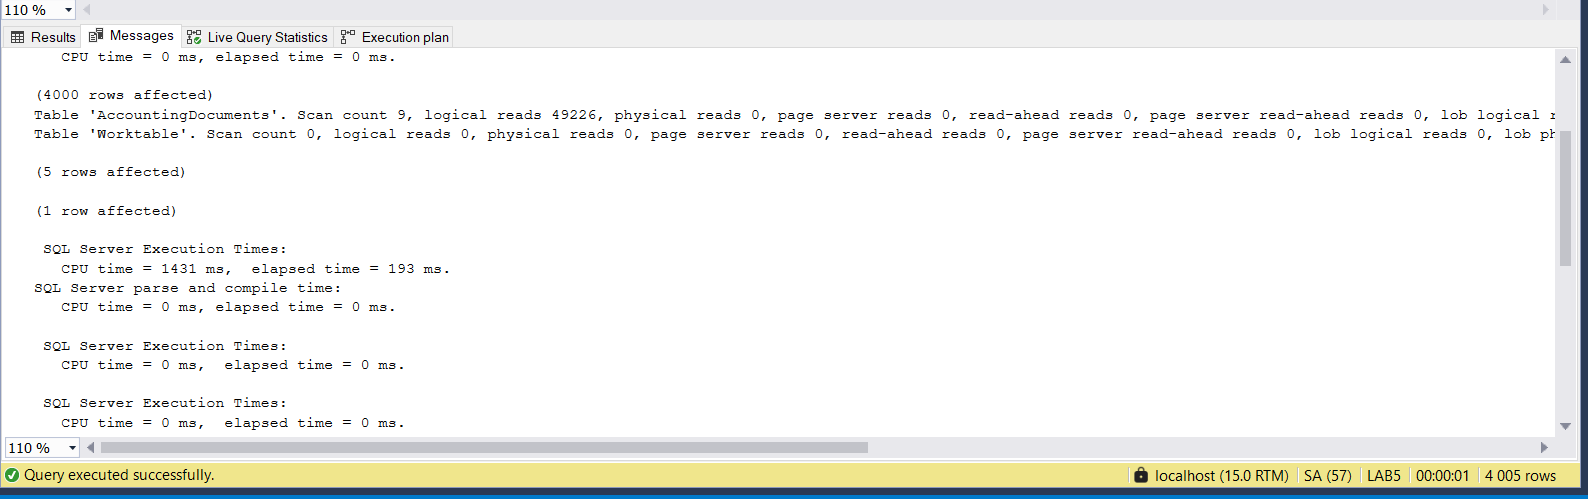 110 %
Results Messages Live Query Statistics Execution plan
CPU time = 0 ms, elapsed time = 0 ms.
(4000 rows affected)
Table 'AccountingDocuments'. Scan count 9, logical reads 49226, physical reads 0, page server reads 0, read-ahead reads 0, page server read-ahead reads 0, lob logical r
Table 'Worktable'. Scan count 0, logical reads 0, physical reads 0, page server reads 0, read-ahead reads 0, page server read-ahead reads 0, lob logical reads 0, lob ph
(5 rows affected)
(1 row affected)
SQL Server Execution Times:
CPU time = 1431 ms,  elapsed time = 193 ms.
SQL Server parse and compile time:
CPU time = 0 ms, elapsed time = 0 ms.
SQL Server Execution Times:
CPU time = 0 ms,  elapsed time = 0 ms.
SQL Server Execution Times:
CPU time = 0 ms,  elapsed time = 0 ms.
110 %
Query executed successfully. localhost (15.0 RTM) SA (57) LAB5 00:00:01 4 005 rows